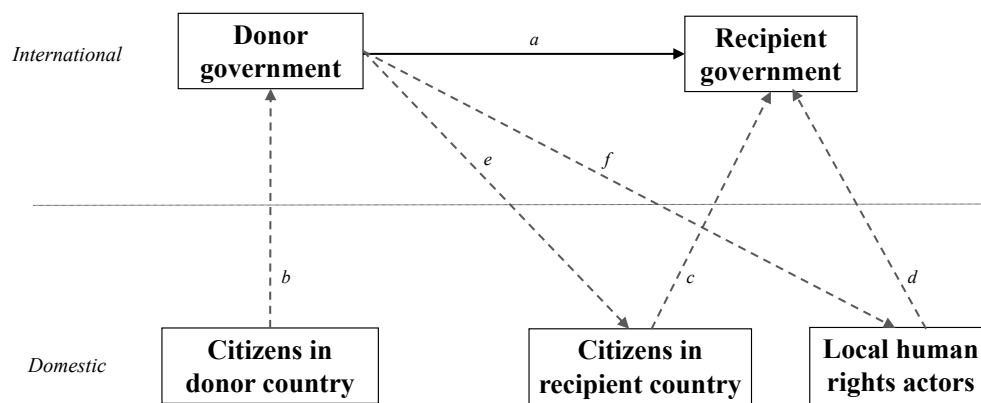 International
Donor
government
a
Recipient
government
e
f
b
c
d
Domestic
Citizens in
donor country
Citizens in
recipient country
Local human
rights actors